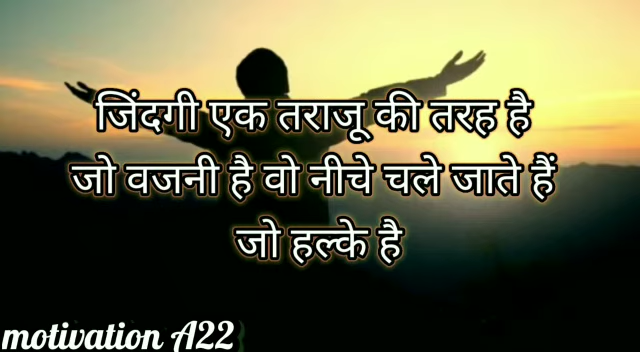 जिंदगी एक तराजू की तरह है
जो वजनी है वो नीचे चले जाते हैं
जो हल्के है
motivation A22